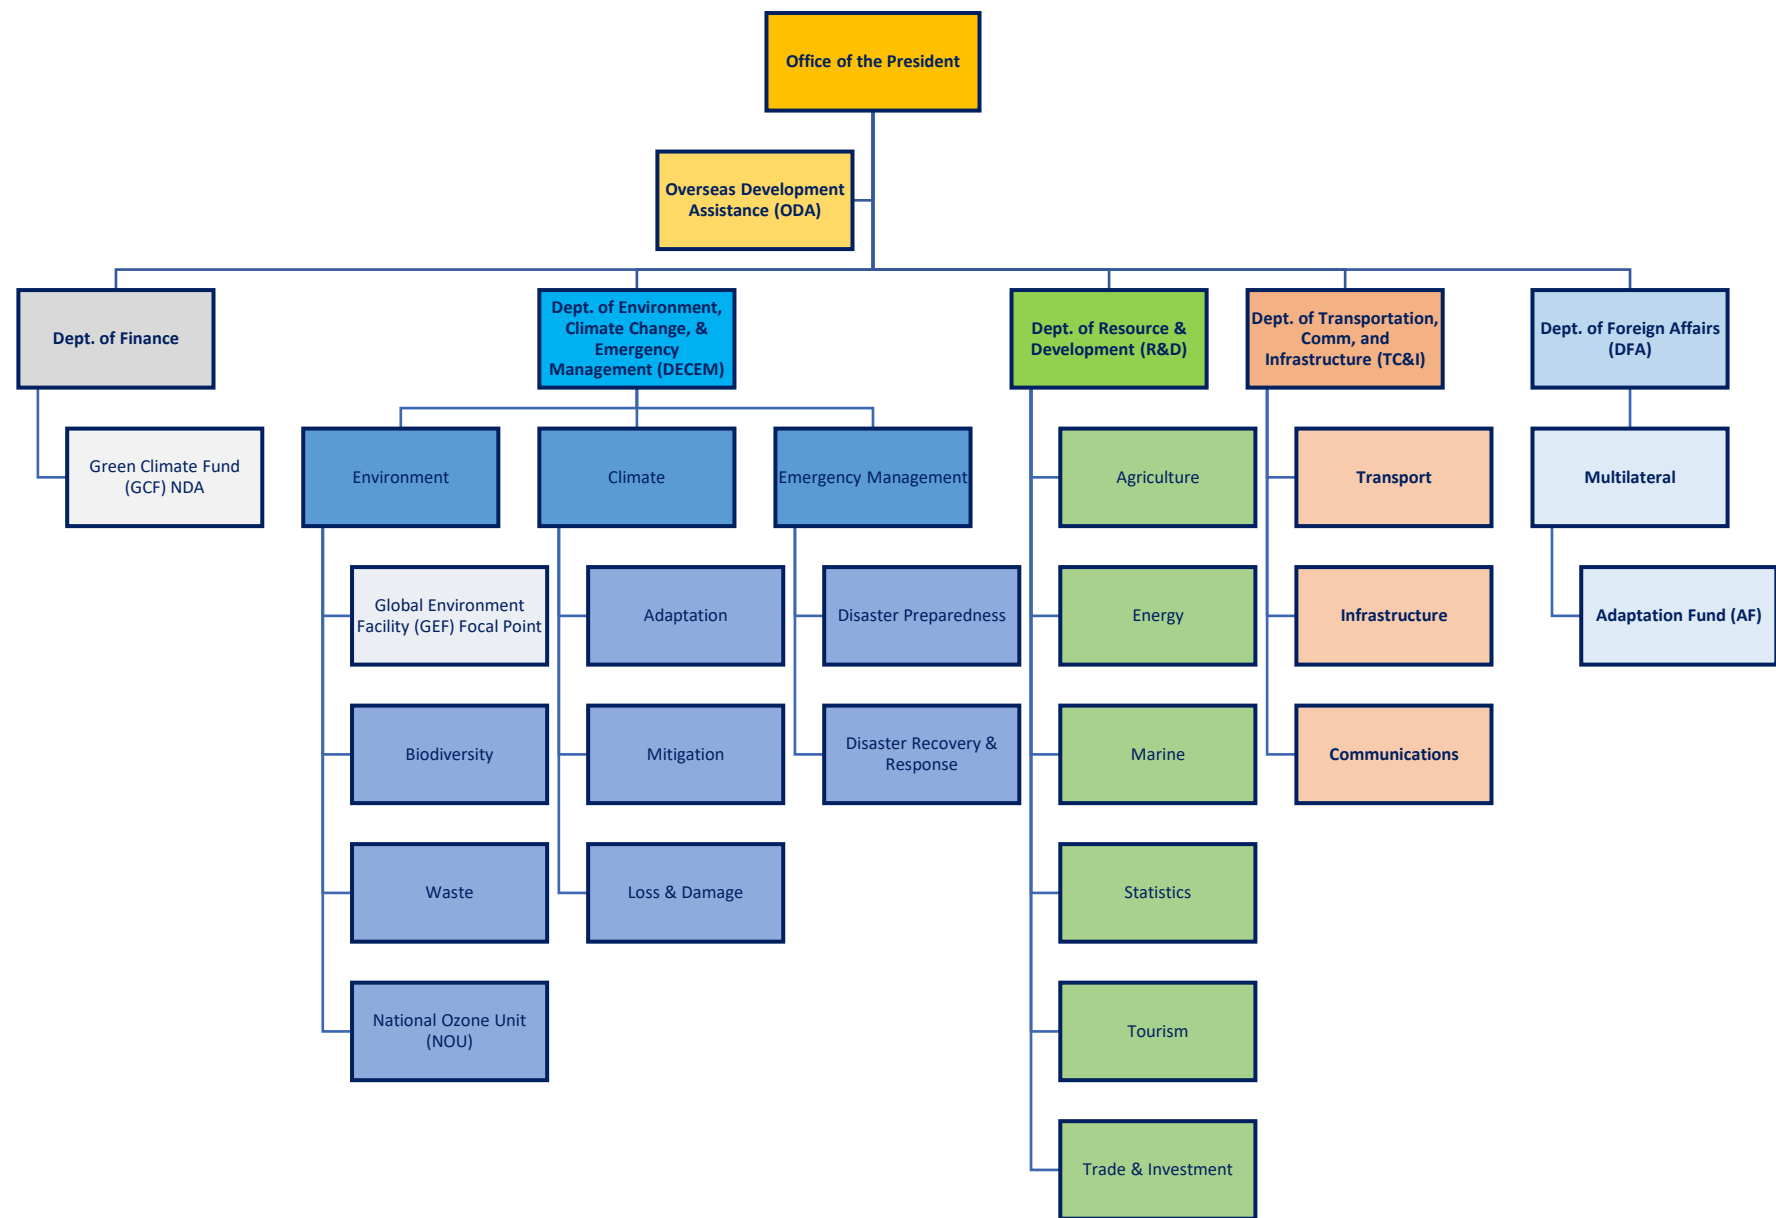 Office of the President
Overseas Development
Assistance (ODA)
Dept. of Finance
Dept. of Environment,
Climate Change, &
Emergency
Management (DECEM)
Dept. of Resource &
Development (R&D)
Dept. of Transportation,
Comm, and
Infrastructure (TC&I)
Dept. of Foreign Affairs
(DFA)
Green Climate Fund
(GCF) NDA
Environment
Climate
Emergency Management
Agriculture
Transport
Multilateral
Global Environment
Facility (GEF) Focal Point
Adaptation
Disaster Preparedness
Energy
Infrastructure
Adaptation Fund (AF)
Biodiversity
Mitigation
Disaster Recovery &
Response
Marine
Communications
Waste
Loss & Damage
Statistics
National Ozone Unit
(NOU)
Tourism
Trade & Investment